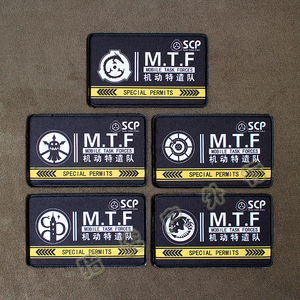 SCP
M.T.F
MOBILE TASK FORCES
机动特遣队
SPECIAL PERMITS
SCP
M.T.F
MOBILE TASK FORCES
机动特遣队
SPECIAL PERMITS
SCP
M.T.F
MOBILE TASK FORCES
机动特遣队
SPECIAL PERMITS
SCP
M.T.F
MOBILE TASK FORCES
机动特遣队
SPECIAL PERMITS
SCP
M.T.F
MOBILE TASK FORCES
机动特遣队
SPECIAL PERMITS